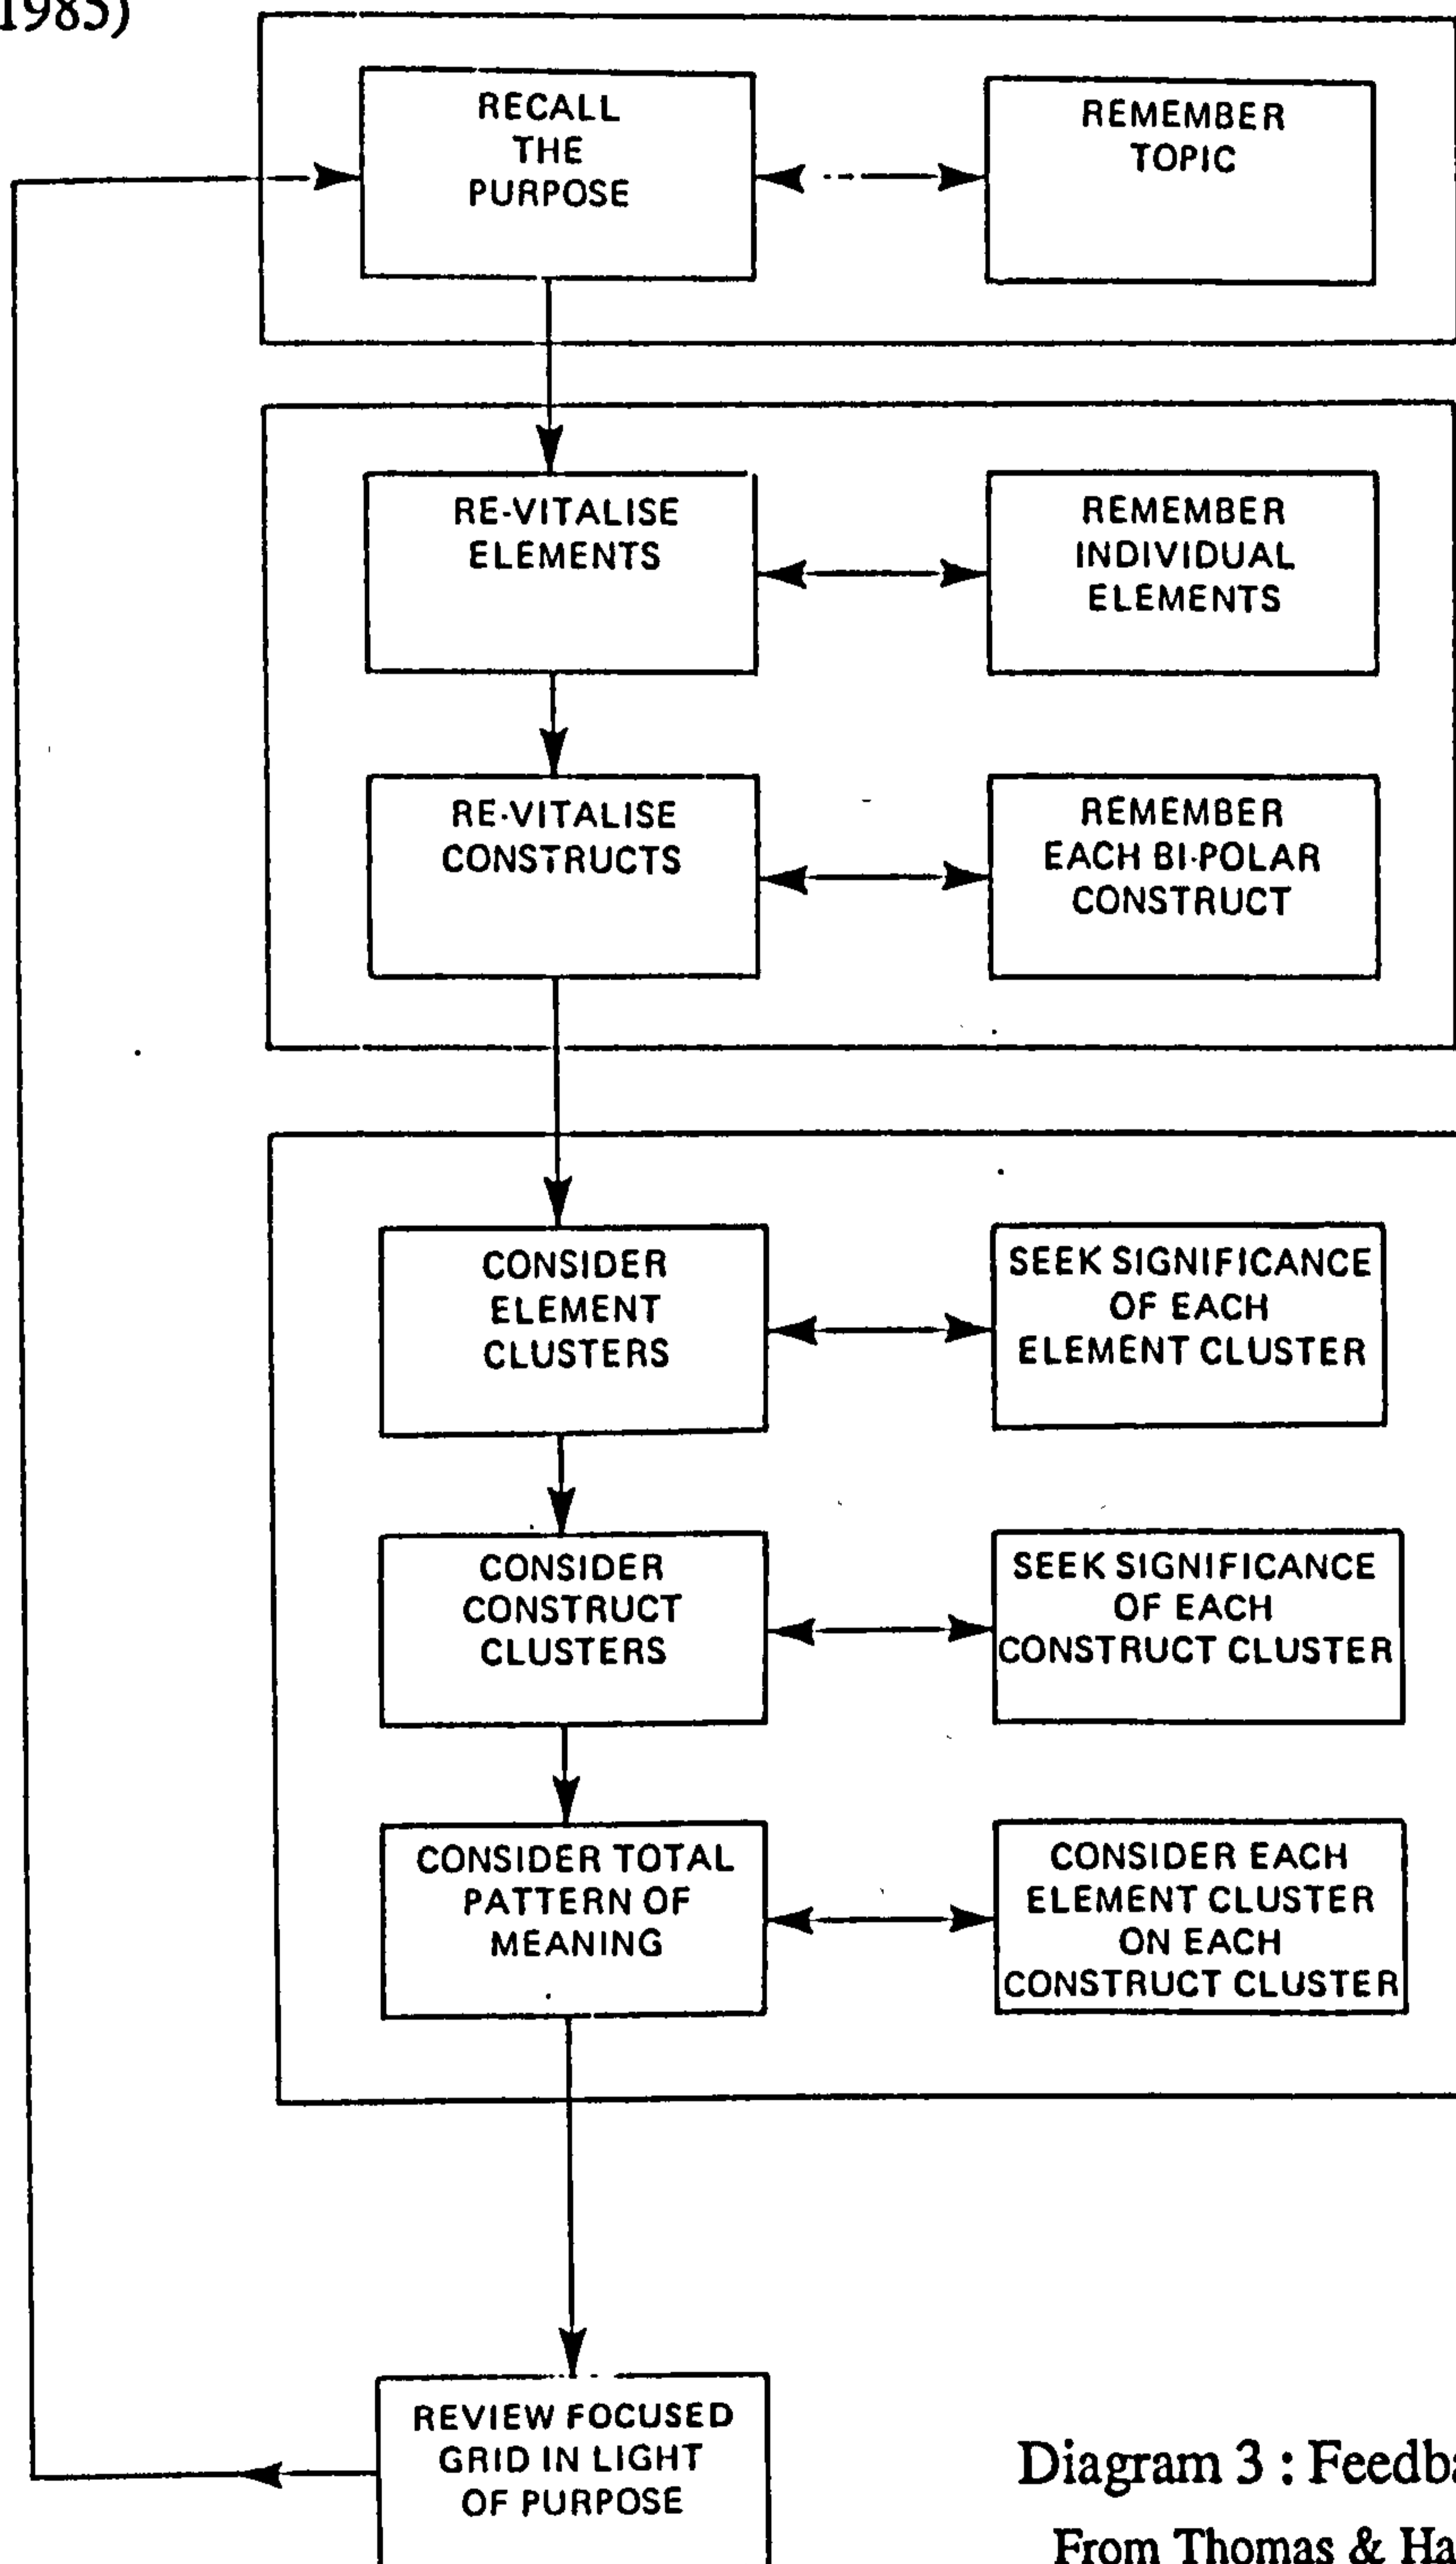 1985)
RECALL
THE
PURPOSE
REMEMBER
TOPIC
RE-VITALISE
ELEMENTS
REMEMBER
INDIVIDUAL
ELEMENTS
RE-VITALISE
CONSTRUCTS
REMEMBER
EACH BI-POLAR
CONSTRUCT
CONSIDER
ELEMENT
CLUSTERS
SEEK SIGNIFICANCE
OF EACH
ELEMENT CLUSTER
CONSIDER
CONSTRUCT
CLUSTERS
SEEK SIGNIFICANCE
OF EACH
CONSTRUCT CLUSTER
CONSIDER TOTAL
PATTERN OF
MEANING
CONSIDER EACH
ELEMENT CLUSTER
ON EACH
CONSTRUCT CLUSTER
REVIEW FOCUSED
GRID IN LIGHT
OF PURPOSE
Diagram 3 : Feedba
From Thomas & Ha